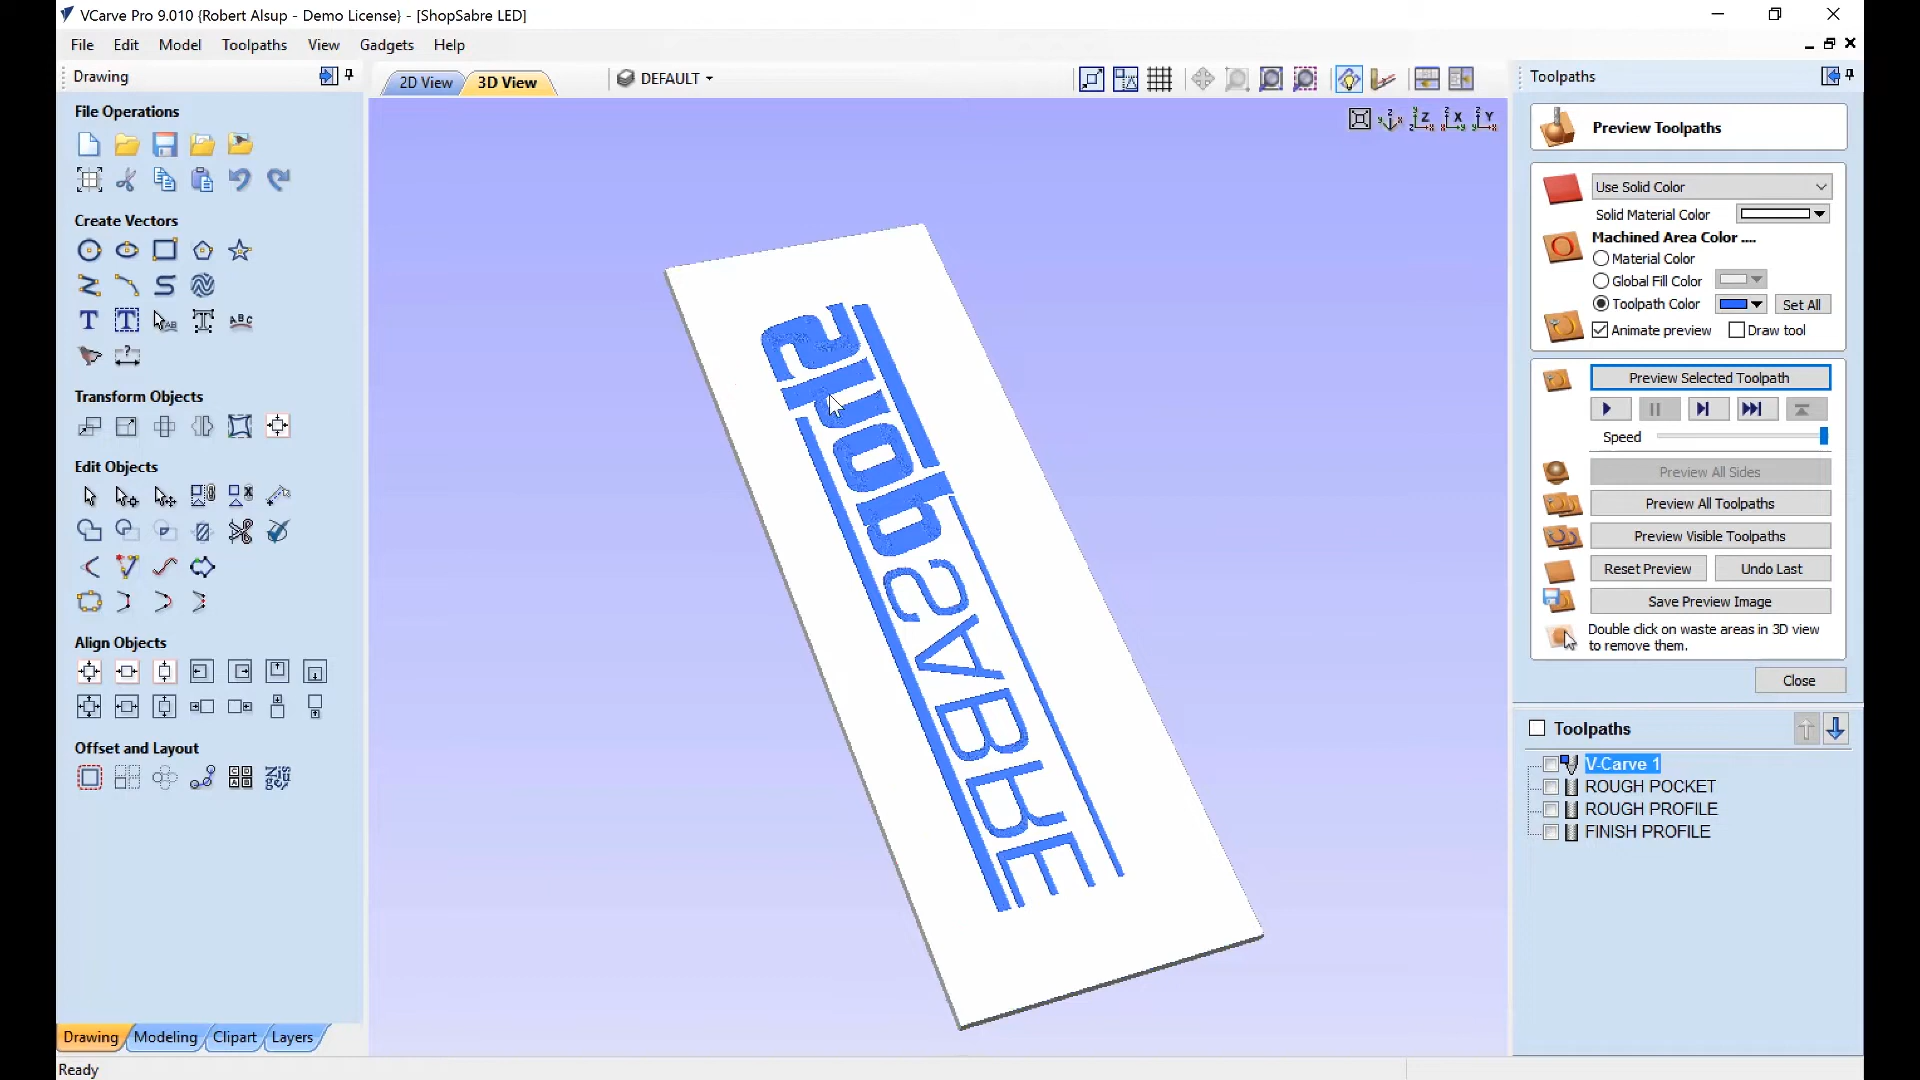 VCarve Pro 9.010 {Robert Alsup - Demo License} - [ShopSabre LED]
File Edit Model Toolpaths View Gadgets Help
Drawing
File Operations
Create Vectors
Transform Objects
Edit Objects
Align Objects
Offset and Layout
Drawing Modeling Clipart Layers
Ready
2D View 3D View DEFAULT
ShopSABRE
Toolpaths
Preview Toolpaths
Use Solid Color
Solid Material Color
Machined Area Color ....
Material Color
Global Fill Color
Toolpath Color Set All
Animate preview Draw tool
Preview Selected Toolpath
Speed
Preview All Sides
Preview All Toolpaths
Preview Visible Toolpaths
Reset Preview Undo Last
Save Preview Image
Double click on waste areas in 3D view
to remove them.
Close
Toolpaths
V-Carve 1
ROUGH POCKET
ROUGH PROFILE
FINISH PROFILE